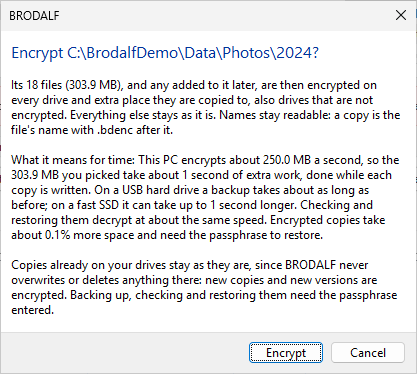 BRODALF
Encrypt C:\BrodalfDemo\Data\Photos\2024?
Its 18 files (303.9 MB), and any added to it later, are then encrypted on
every drive and extra place they are copied to, also drives that are not
encrypted. Everything else stays as it is. Names stay readable: a copy is the
file's name with .bdenc after it.
What it means for time: This PC encrypts about 250.0 MB a second, so the
303.9 MB you picked take about 1 second of extra work, done while each
copy is written. On a USB hard drive a backup takes about as long as
before; on a fast SSD it can take up to 1 second longer. Checking and
restoring them decrypt at about the same speed. Encrypted copies take
about 0.1% more space and need the passphrase to restore.
Copies already on your drives stay as they are, since BRODALF never
overwrites or deletes anything there: new copies and new versions are
encrypted. Backing up, checking and restoring them need the passphrase
entered.
Encrypt
Cancel